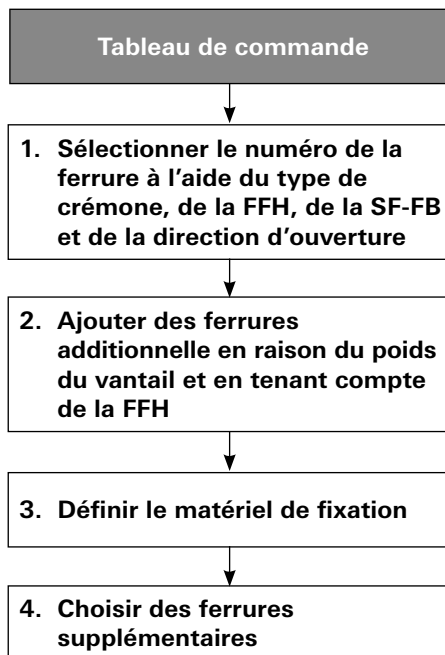 Tableau de commande
1. Sélectionner le numéro de la
ferrure à l’aide du type de
crémone, de la FFH, de la SF-FB
et de la direction d’ouverture
2. Ajouter des ferrures
additionnelle en raison du poids
du vantail et en tenant compte
de la FFH
3. Définir le matériel de fixation
4. Choisir des ferrures
supplémentaires